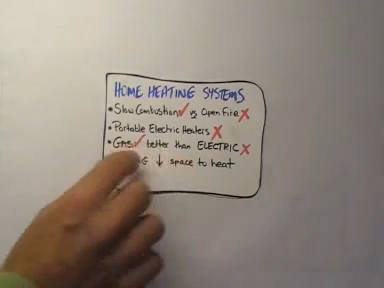 HOME HEATING SYSTEMS
• Slow Combustion ✓ vs Open Fire ✗
• Portable Electric Heaters ✗
• GAS ✓ better than ELECTRIC ✗
↓ space to heat